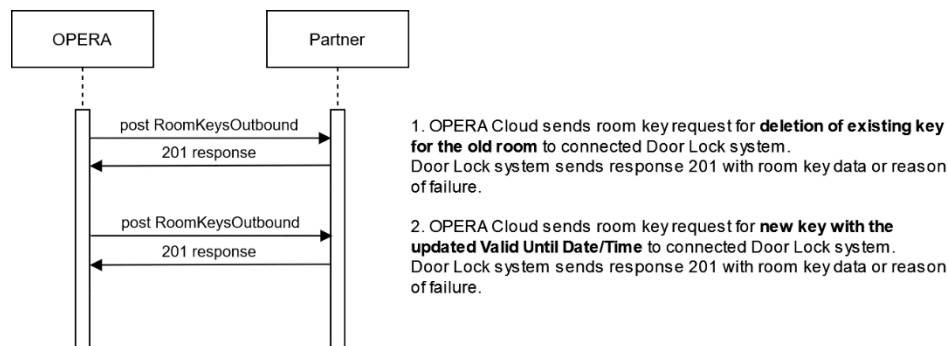 OPERA
Partner
post RoomKeysOutbound
201 response
1. OPERA Cloud sends room key request for deletion of existing key
for the old room to connected Door Lock system.
Door Lock system sends response 201 with room key data or reason
of failure.
post RoomKeysOutbound
201 response
2. OPERA Cloud sends room key request for new key with the
updated Valid Until Date/Time to connected Door Lock system.
Door Lock system sends response 201 with room key data or reason
of failure.